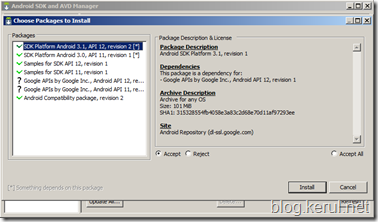 Android SDK and AVD Manager
Choose Packages to Install
Packages
SDK Platform Android 3.1, API 12, revision 2 [*]
SDK Platform Android 3.0, API 11, revision 1 [*]
Samples for SDK API 12, revision 1
Samples for SDK API 11, revision 1
Google APIs by Google Inc., Android API 12, re...
Google APIs by Google Inc., Android API 11, re...
Android Compatibility package, revision 2
[*] Something depends on this package
Package Description & License
Package Description
SDK Platform Android 3.1, API 12, revision 2
Dependencies
This package is a dependency for:
- Google APIs by Google Inc., Android API 12, revision 1
Archive Description
Archive for any OS
Size: 101 MiB
SHA1:
Site
Android Repository (dl-ssl.google.com)
Accept
Reject
Accept All
Install
Cancel
Update All...
Refresh
blog.kerul.net